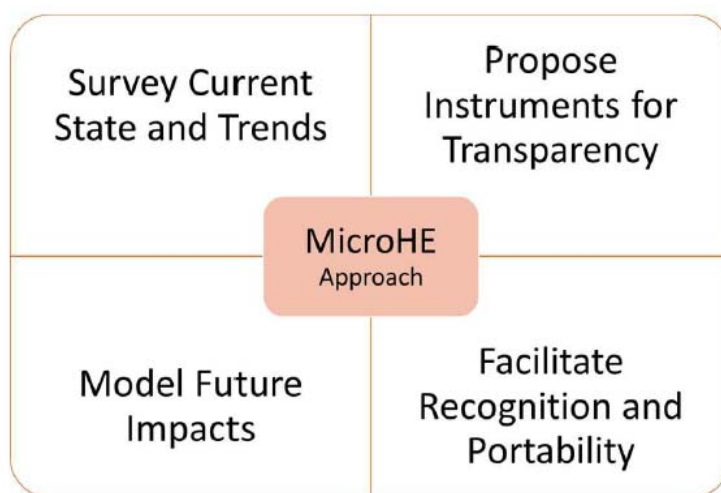 Survey Current
State and Trends
Propose
Instruments for
Transparency
MicroHE
Approach
Model Future
Impacts
Facilitate
Recognition and
Portability